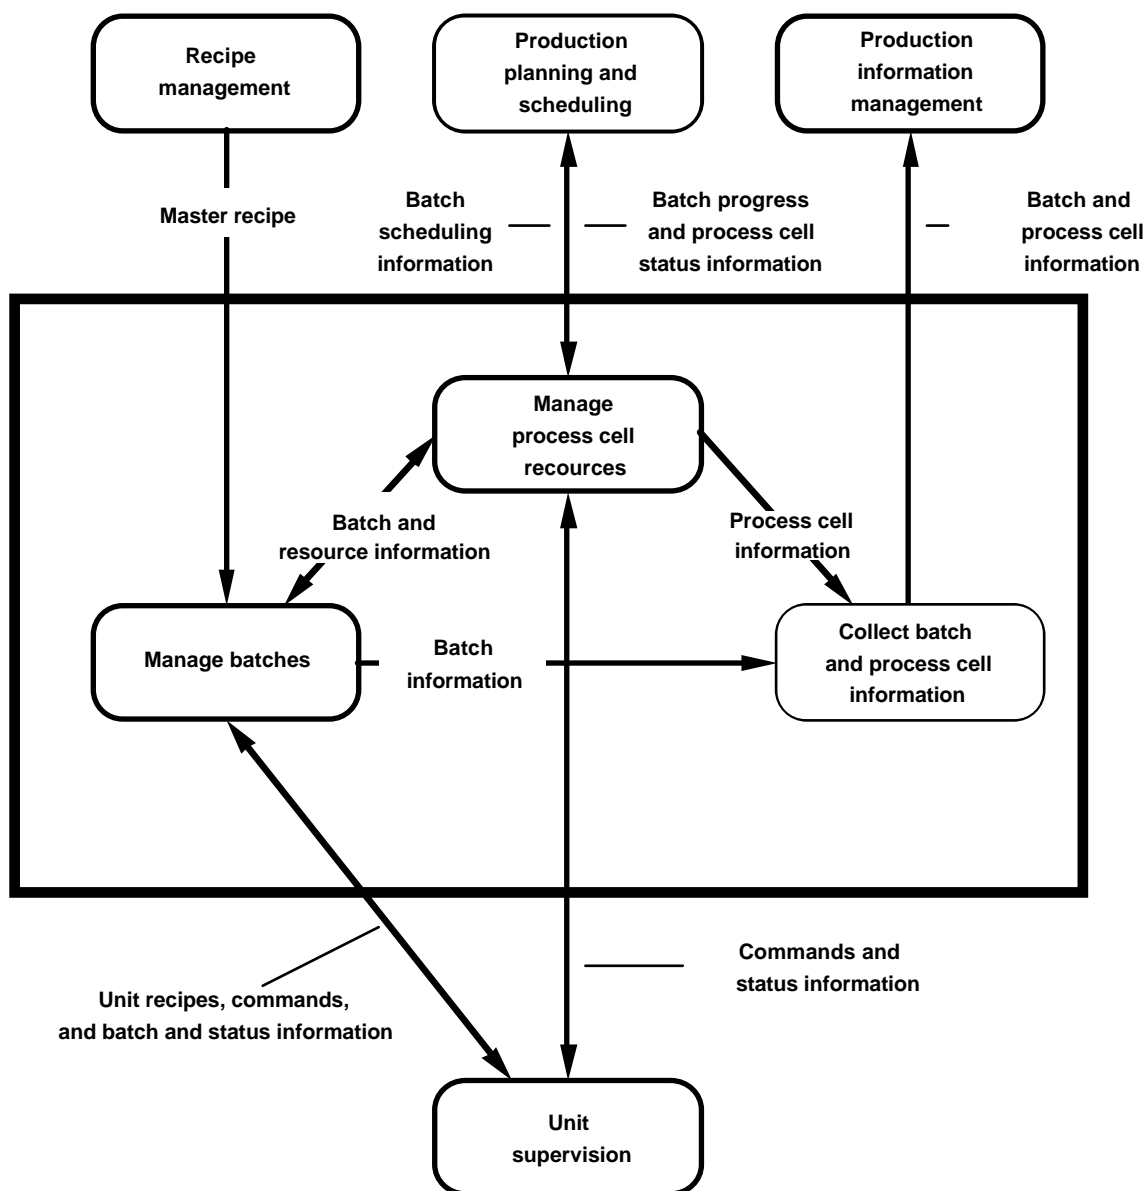 Recipe
management
Production
planning and
scheduling
Production
information
management
Master recipe
Batch
scheduling
information
Batch progress
and process cell
status information
Batch and
process cell
information
Manage
process cell
recources
Batch and
resource information
Process cell
information
Manage batches
Batch
information
Collect batch
and process cell
information
Unit recipes, commands,
and batch and status information
Commands and
status information
Unit
supervision